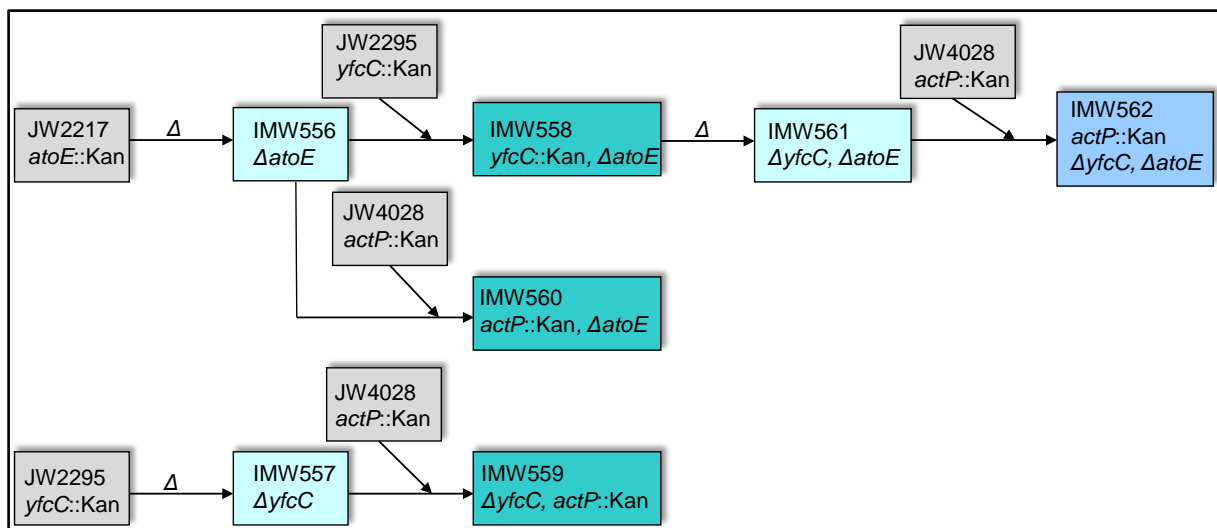 JW2295
yfcC::Kan
JW4028
actP::Kan
JW2217
atoE::Kan
Δ
IMW556
ΔatoE
IMW558
yfcC::Kan, ΔatoE
Δ
IMW561
ΔyfcC, ΔatoE
IMW562
actP::Kan
ΔyfcC, ΔatoE
JW4028
actP::Kan
IMW560
actP::Kan, ΔatoE
JW4028
actP::Kan
JW2295
yfcC::Kan
Δ
IMW557
ΔyfcC
IMW559
ΔyfcC, actP::Kan